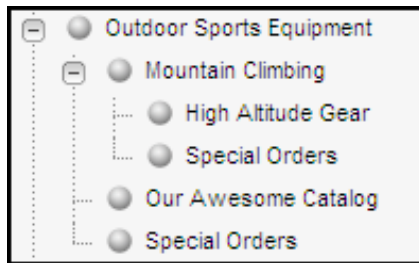 Outdoor Sports Equipment
Mountain Climbing
High Altitude Gear
Special Orders
Our Awesome Catalog
Special Orders